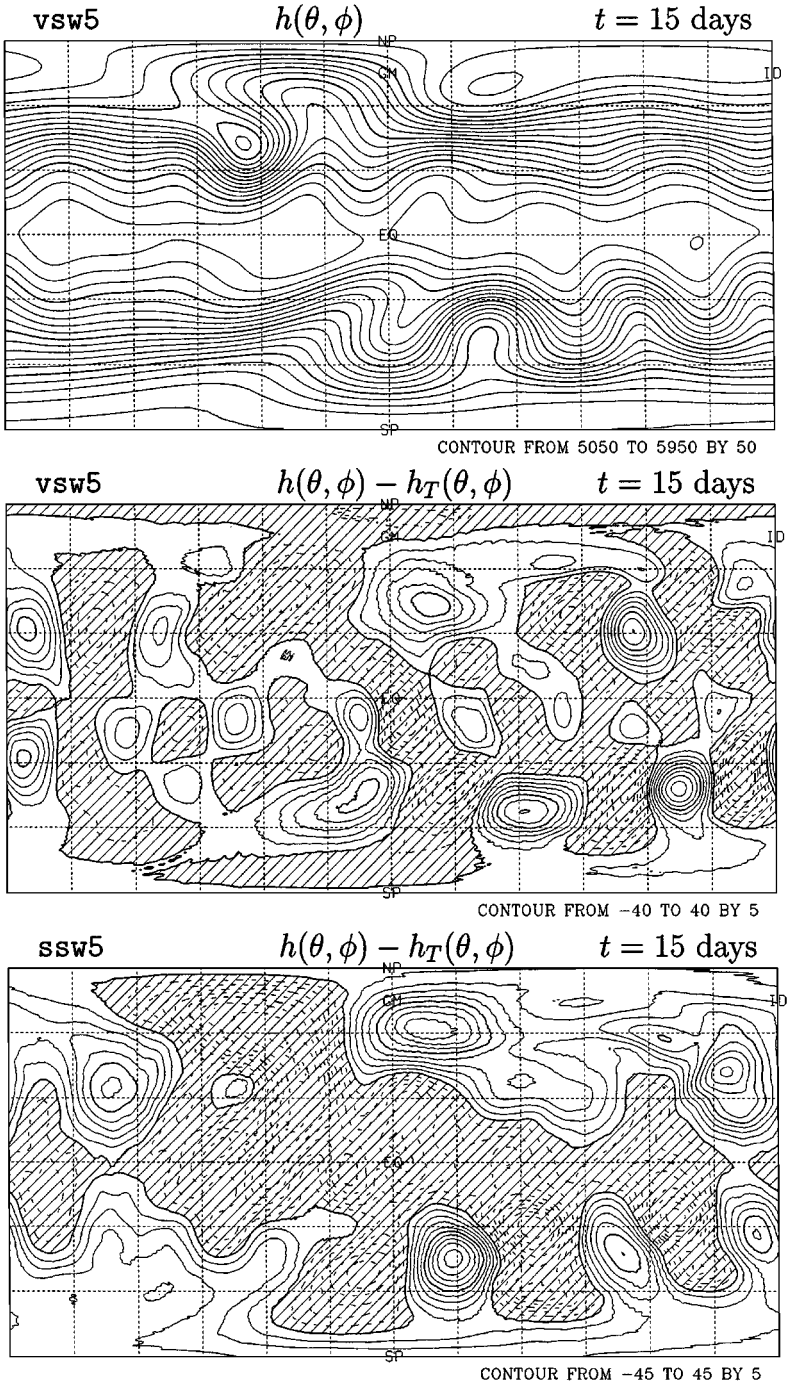 vsw5 h(θ, ϕ) t = 15 days
NP
GM
ID
EQ
SP
CONTOUR FROM 5050 TO 5950 BY 50
vsw5 h(θ, ϕ) − h_T(θ, ϕ) t = 15 days
NP
GM
ID
EQ
SP
CONTOUR FROM −40 TO 40 BY 5
ssw5 h(θ, ϕ) − h_T(θ, ϕ) t = 15 days
NP
GM
ID
EQ
SP
CONTOUR FROM −45 TO 45 BY 5